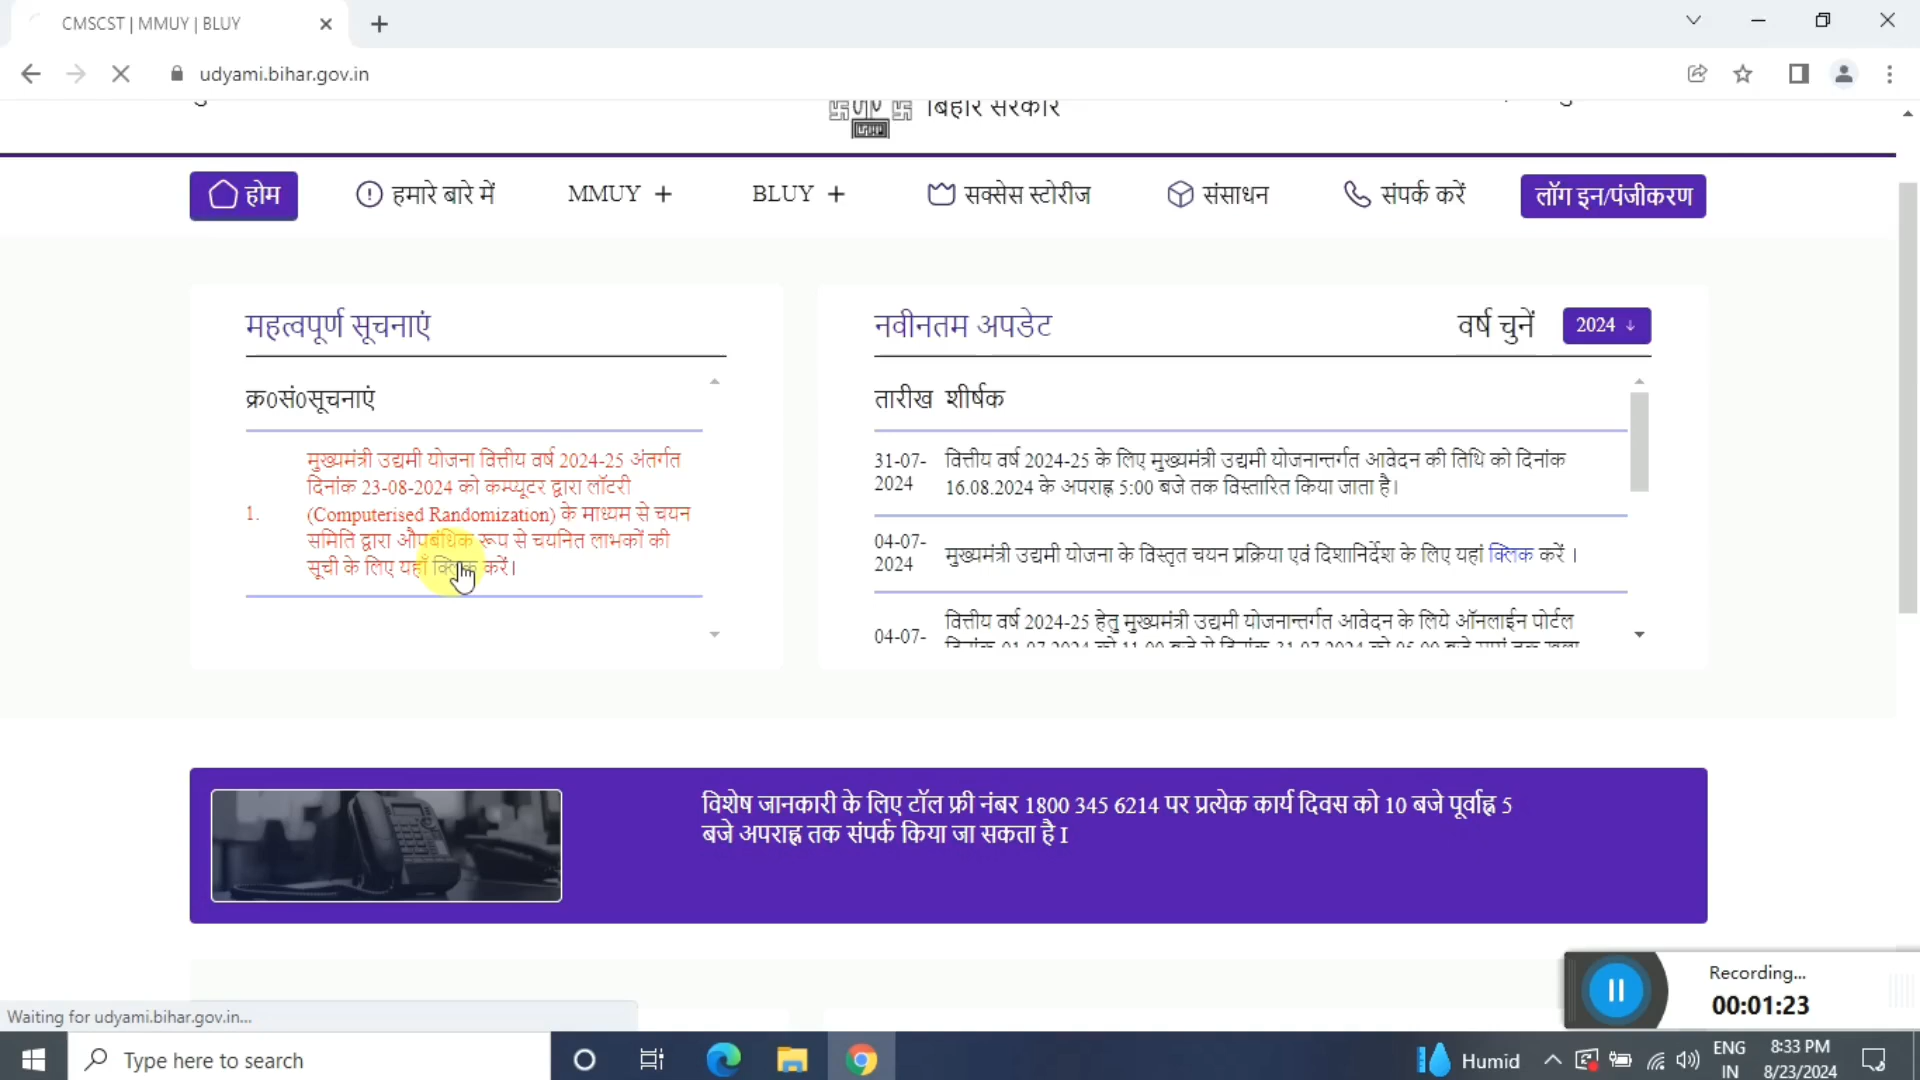 CMSCST | MMUY | BLUY
udyami.bihar.gov.in
बिहार सरकार
होम
हमारे बारे में
MMUY +
BLUY +
सक्सेस स्टोरीज
संसाधन
संपर्क करें
लॉग इन/पंजीकरण
महत्वपूर्ण सूचनाएं
क्र0सं0सूचनाएं
मुख्यमंत्री उद्यमी योजना वित्तीय वर्ष 2024-25 अंतर्गत
दिनांक 23-08-2024 को कम्प्यूटर द्वारा लॉटरी
1. (Computerised Randomization) के माध्यम से चयन
समिति द्वारा औपबंधिक रूप से चयनित लाभकों की
सूची के लिए यहाँ क्लिक करें।
नवीनतम अपडेट
वर्ष चुनें
2024 ↓
तारीख शीर्षक
31-07-2024 वित्तीय वर्ष 2024-25 के लिए मुख्यमंत्री उद्यमी योजनान्तर्गत आवेदन की तिथि को दिनांक
16.08.2024 के अपराह्न 5:00 बजे तक विस्तारित किया जाता है।
04-07-2024 मुख्यमंत्री उद्यमी योजना के विस्तृत चयन प्रक्रिया एवं दिशानिर्देश के लिए यहां क्लिक करें ।
04-07- वित्तीय वर्ष 2024-25 हेतु मुख्यमंत्री उद्यमी योजनान्तर्गत आवेदन के लिये ऑनलाईन पोर्टल
विशेष जानकारी के लिए टॉल फ्री नंबर 1800 345 6214 पर प्रत्येक कार्य दिवस को 10 बजे पूर्वाह्न 5
बजे अपराह्न तक संपर्क किया जा सकता है I
Recording...
00:01:23
Waiting for udyami.bihar.gov.in...
Type here to search
Humid
ENG
IN
8:33 PM
8/23/2024